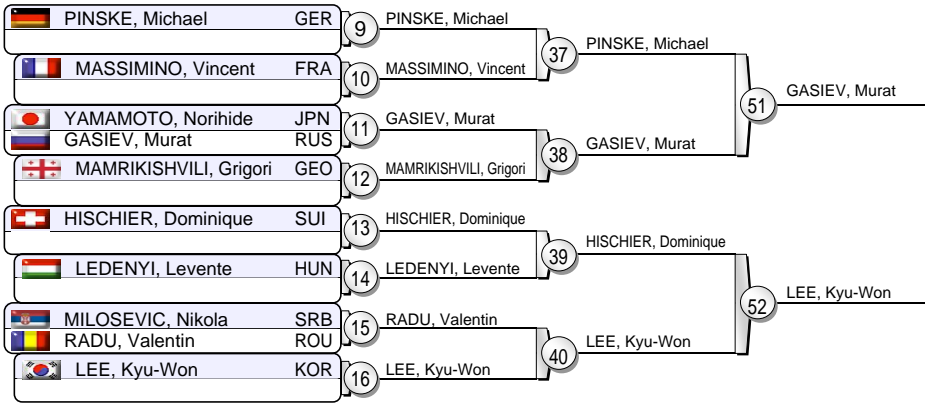 PINSKE, Michael GER
9
PINSKE, Michael
37
PINSKE, Michael
MASSIMINO, Vincent FRA
10
MASSIMINO, Vincent
51
GASIEV, Murat
YAMAMOTO, Norihide JPN
GASIEV, Murat RUS
11
GASIEV, Murat
38
GASIEV, Murat
MAMRIKISHVILI, Grigori GEO
12
MAMRIKISHVILI, Grigori
HISCHIER, Dominique SUI
13
HISCHIER, Dominique
39
HISCHIER, Dominique
LEDENYI, Levente HUN
14
LEDENYI, Levente
52
LEE, Kyu-Won
MILOSEVIC, Nikola SRB
RADU, Valentin ROU
15
RADU, Valentin
40
LEE, Kyu-Won
LEE, Kyu-Won KOR
16
LEE, Kyu-Won